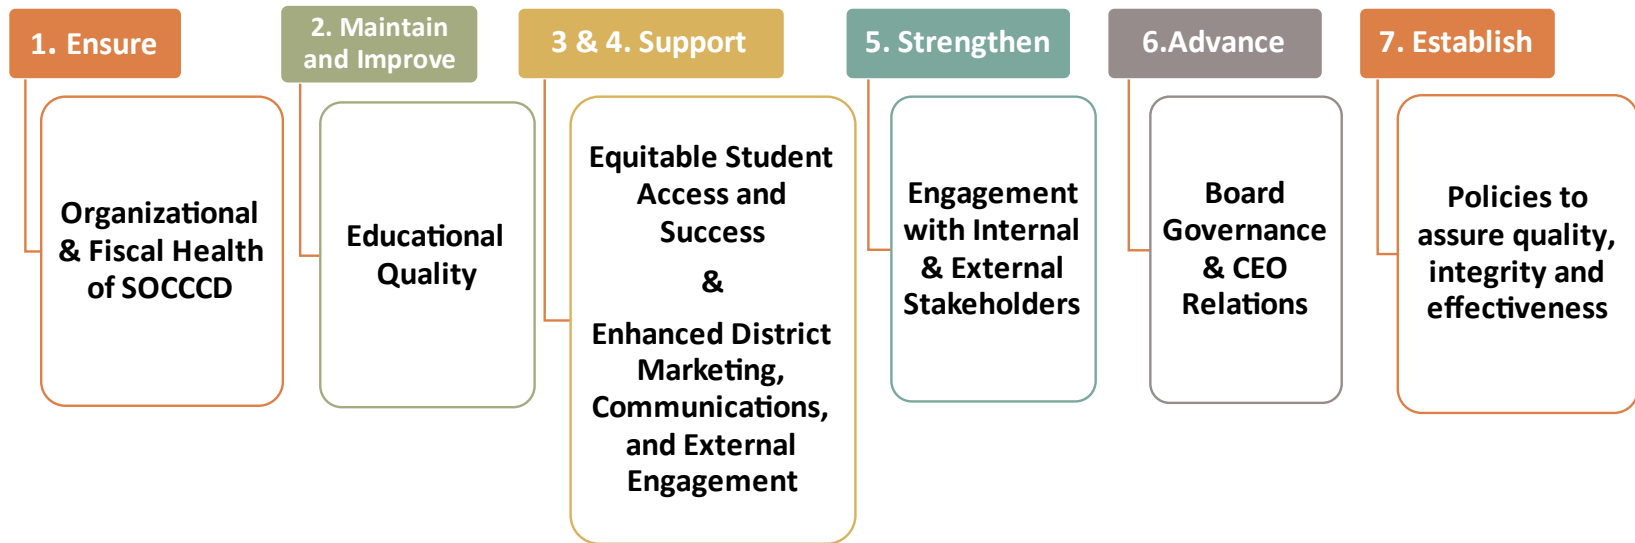 1. Ensure
Organizational
& Fiscal Health
of SOCCCD
2. Maintain
and Improve
Educational
Quality
3 & 4. Support
Equitable Student
Access and
Success
&
Enhanced District
Marketing,
Communications,
and External
Engagement
5. Strengthen
Engagement
with Internal
& External
Stakeholders
6.Advance
Board
Governance
& CEO
Relations
7. Establish
Policies to
assure quality,
integrity and
effectiveness